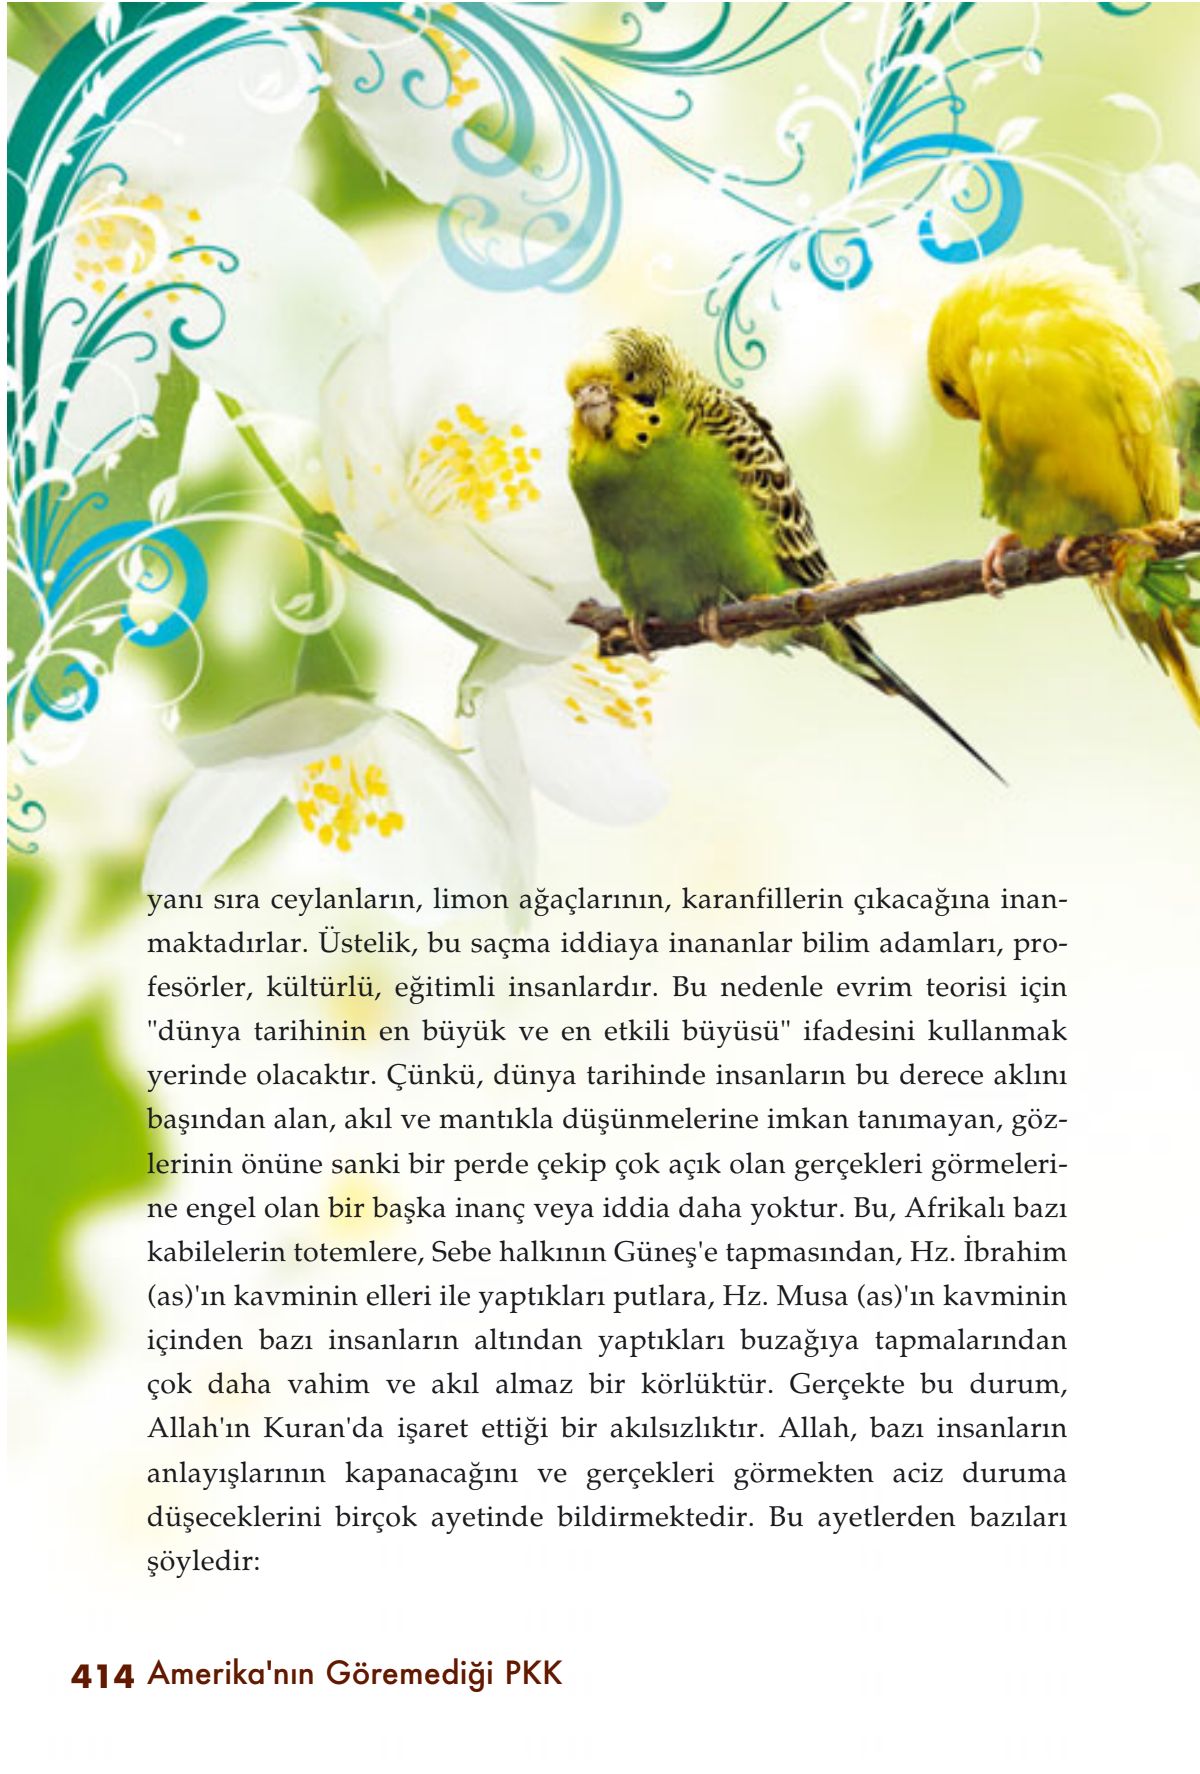 yanı sıra ceylanların, limon ağaçlarının, karanfillerin çıkacağına inan-
maktadırlar. Üstelik, bu saçma iddiaya inananlar bilim adamları, pro-
fesörler, kültürlü, eğitimli insanlardır. Bu nedenle evrim teorisi için
"dünya tarihinin en büyük ve en etkili büyüsü" ifadesini kullanmak
yerinde olacaktır. Çünkü, dünya tarihinde insanların bu derece aklını
başından alan, akıl ve mantıkla düşünmelerine imkan tanımayan, göz-
lerinin önüne sanki bir perde çekip çok açık olan gerçekleri görmeleri-
ne engel olan bir başka inanç veya iddia daha yoktur. Bu, Afrikalı bazı
kabilelerin totemlere, Sebe halkının Güneş'e tapmasından, Hz. İbrahim
(as)'ın kavminin elleri ile yaptıkları putlara, Hz. Musa (as)'ın kavminin
içinden bazı insanların altından yaptıkları buzağıya tapmalarından
çok daha vahim ve akıl almaz bir körlüktür. Gerçekte bu durum,
Allah'ın Kuran'da işaret ettiği bir akılsızlıktır. Allah, bazı insanların
anlayışlarının kapanacağını ve gerçekleri görmekten aciz duruma
düşeceklerini birçok ayetinde bildirmektedir. Bu ayetlerden bazıları
şöyledir:
414 Amerika'nın Göremediği PKK